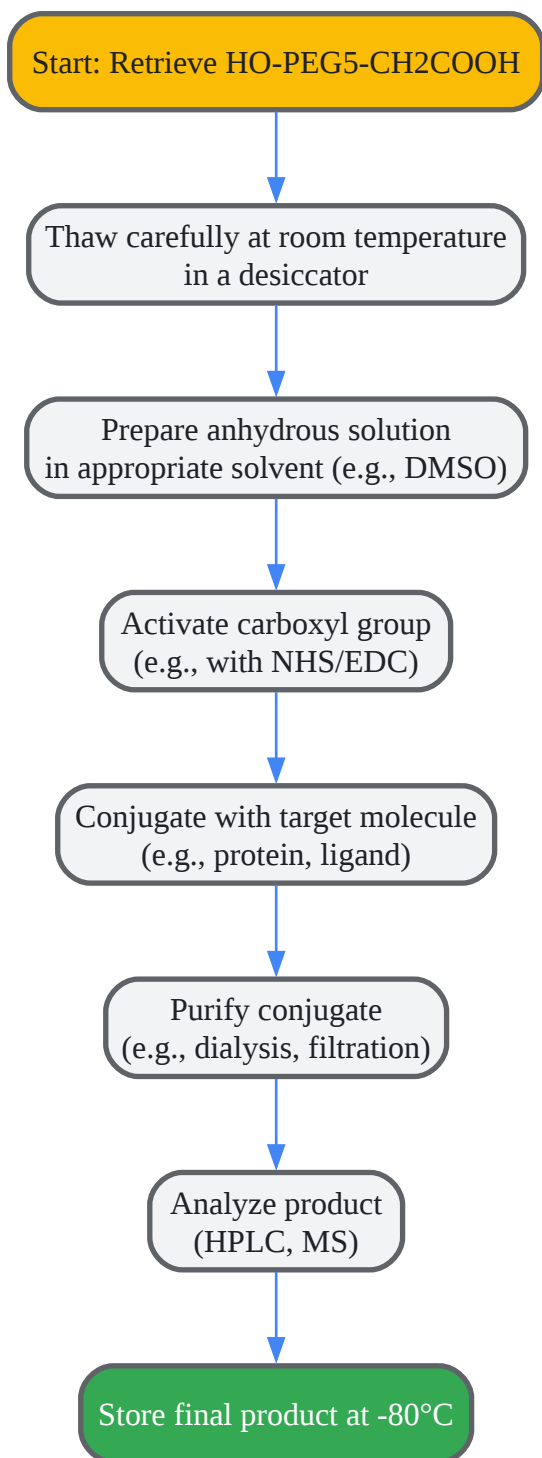 Start: Retrieve HO-PEG5-CH2COOH
Thaw carefully at room temperature
in a desiccator
Prepare anhydrous solution
in appropriate solvent (e.g., DMSO)
Activate carboxyl group
(e.g., with NHS/EDC)
Conjugate with target molecule
(e.g., protein, ligand)
Purify conjugate
(e.g., dialysis, filtration)
Analyze product
(HPLC, MS)
Store final product at -80°C